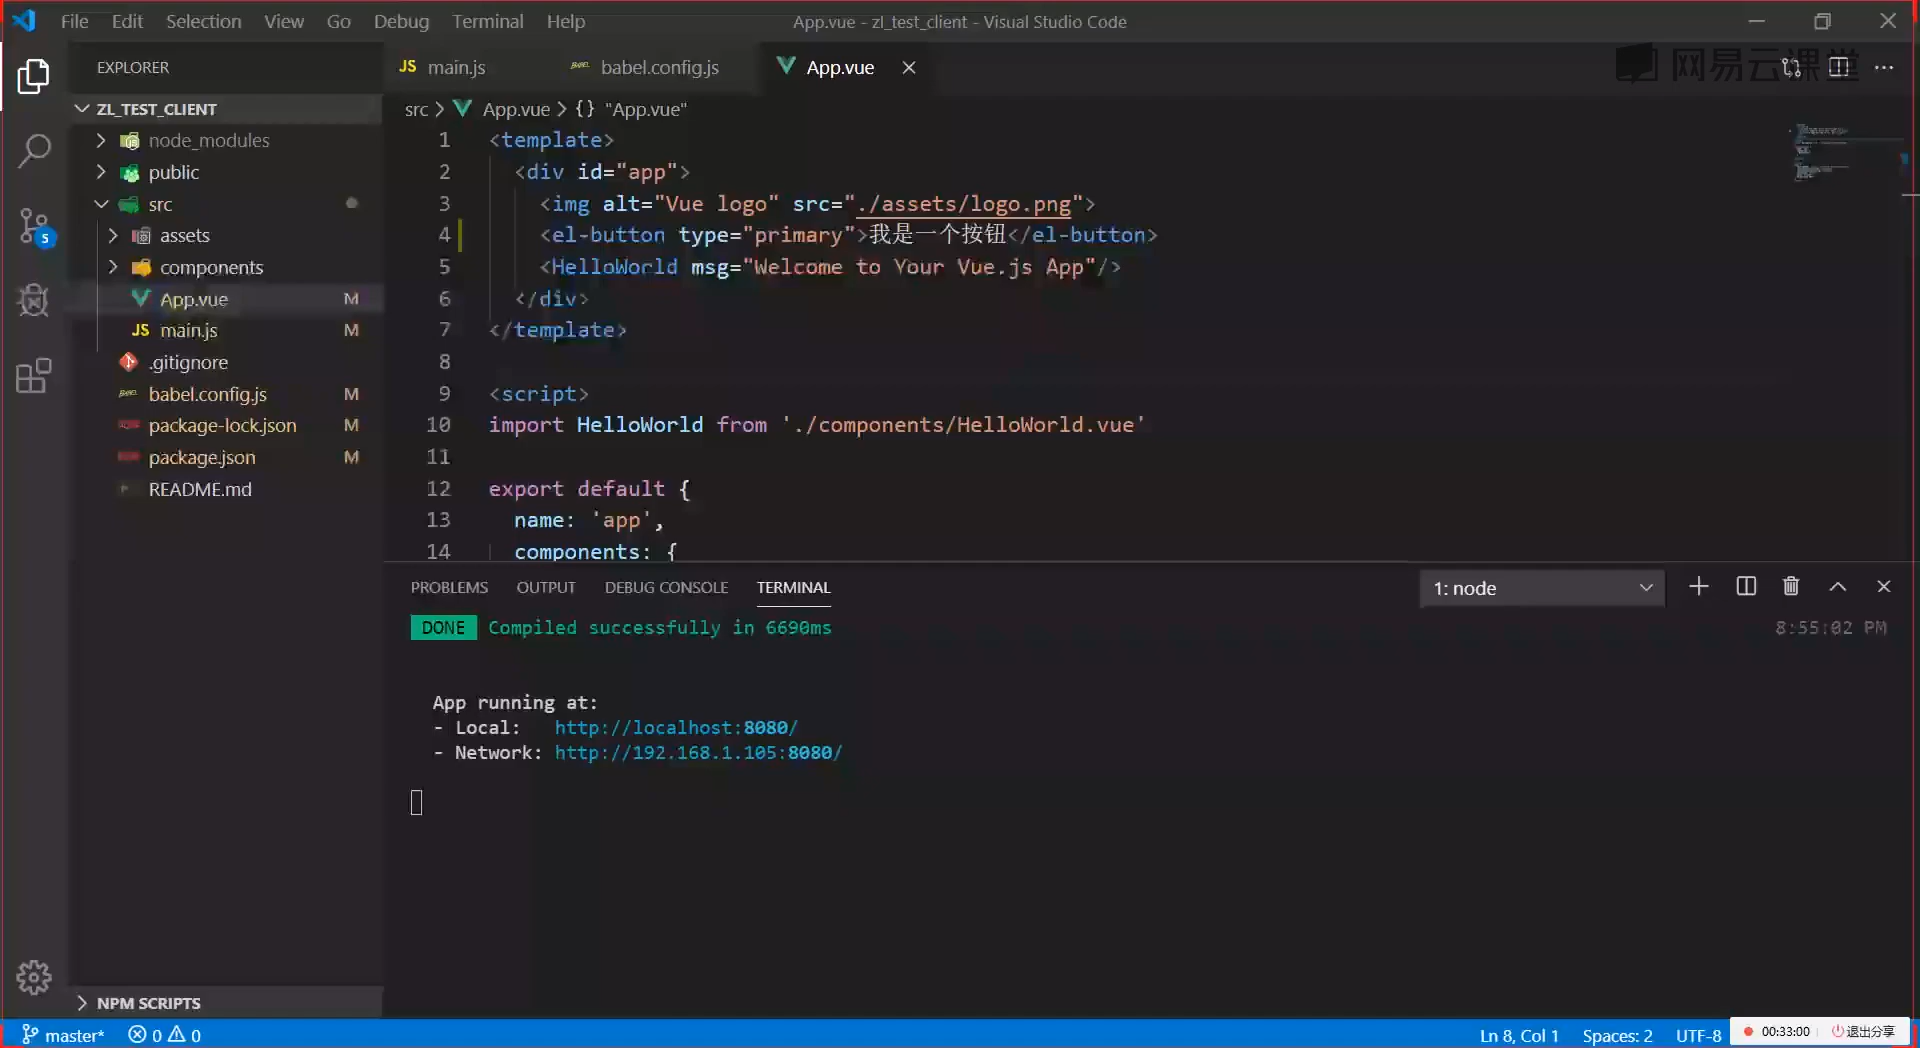 File Edit Selection View Go Debug Terminal Help App.vue - zl_test_client - Visual Studio Code
网易云课堂
EXPLORER
ZL_TEST_CLIENT
node_modules
public
src
assets
components
App.vue M
JS main.js M
.gitignore
babel.config.js M
package-lock.json M
package.json M
README.md
NPM SCRIPTS
5
JS main.js babel.config.js App.vue
src > App.vue > {} "App.vue"
1 <template>
2 <div id="app">
3 <img alt="Vue logo" src="./assets/logo.png">
4 <el-button type="primary">我是一个按钮</el-button>
5 <HelloWorld msg="Welcome to Your Vue.js App"/>
6 </div>
7 </template>
8
9 <script>
10 import HelloWorld from './components/HelloWorld.vue'
11
12 export default {
13 name: 'app',
14 components: {
PROBLEMS OUTPUT DEBUG CONSOLE TERMINAL 1: node
DONE Compiled successfully in 6690ms 8:55:02 PM
App running at:
- Local: http://localhost:8080/
- Network: http://192.168.1.105:8080/
master* 0 0 Ln 8, Col 1 Spaces: 2 UTF-8 00:33:00 退出分享